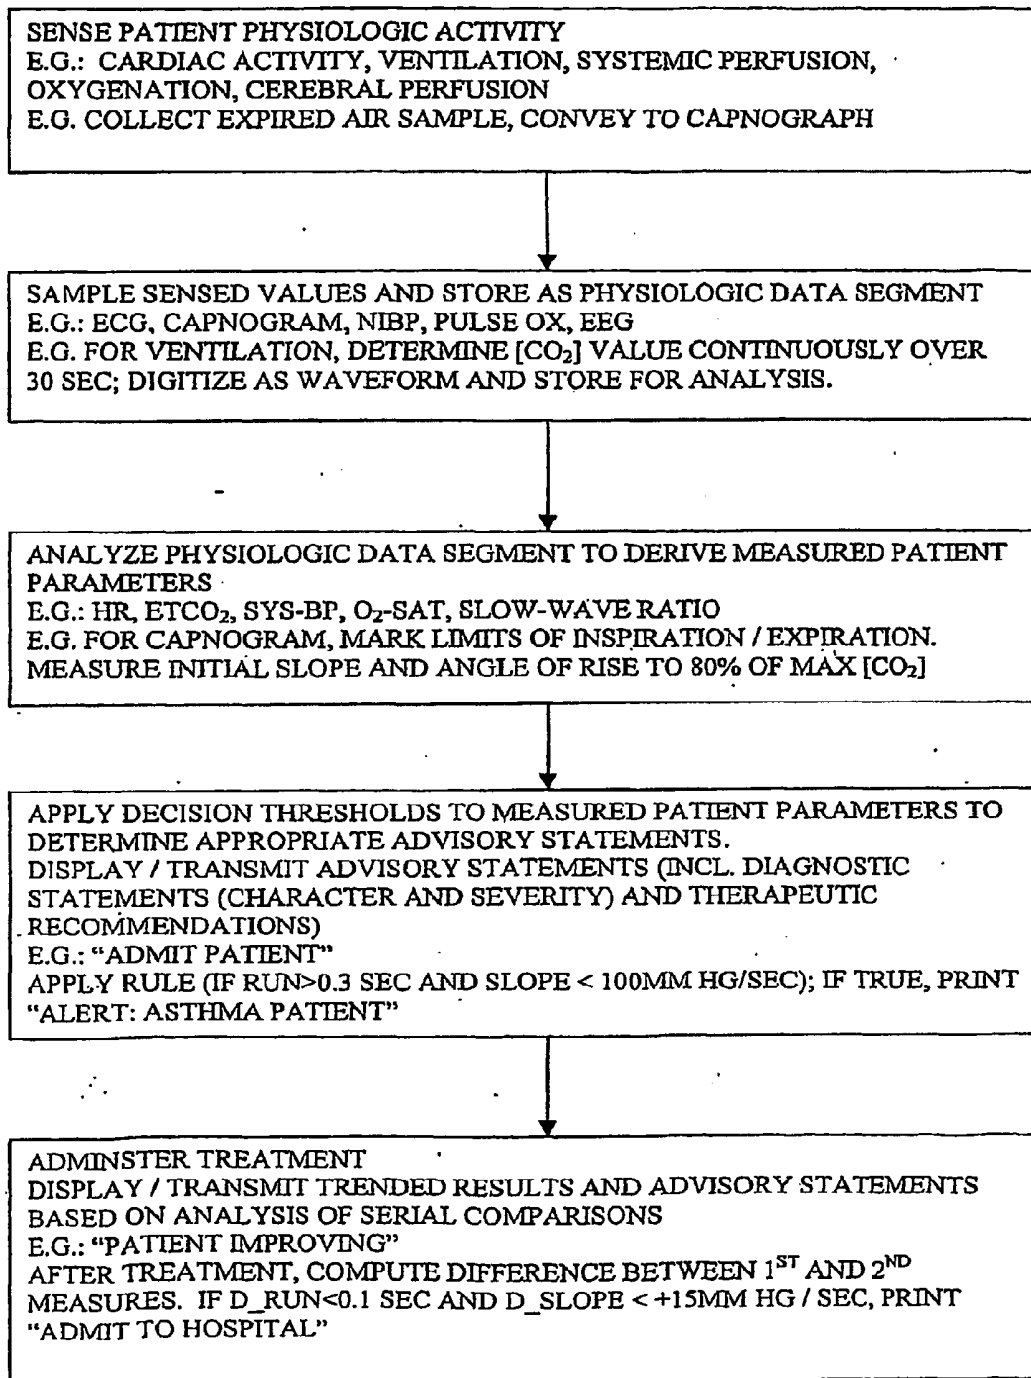 SENSE PATIENT PHYSIOLOGIC ACTIVITY
E.G.: CARDIAC ACTIVITY, VENTILATION, SYSTEMIC PERFUSION,
OXYGENATION, CEREBRAL PERFUSION
E.G. COLLECT EXPIRED AIR SAMPLE, CONVEY TO CAPNOGRAPH
SAMPLE SENSED VALUES AND STORE AS PHYSIOLOGIC DATA SEGMENT
E.G.: ECG, CAPNOGRAM, NIBP, PULSE OX, EEG
E.G. FOR VENTILATION, DETERMINE [CO₂] VALUE CONTINUOUSLY OVER
30 SEC; DIGITIZE AS WAVEFORM AND STORE FOR ANALYSIS.
ANALYZE PHYSIOLOGIC DATA SEGMENT TO DERIVE MEASURED PATIENT
PARAMETERS
E.G.: HR, ETCO₂, SYS-BP, O₂-SAT, SLOW-WAVE RATIO
E.G. FOR CAPNOGRAM, MARK LIMITS OF INSPIRATION / EXPIRATION.
MEASURE INITIAL SLOPE AND ANGLE OF RISE TO 80% OF MAX [CO₂]
APPLY DECISION THRESHOLDS TO MEASURED PATIENT PARAMETERS TO
DETERMINE APPROPRIATE ADVISORY STATEMENTS.
DISPLAY / TRANSMIT ADVISORY STATEMENTS (INCL. DIAGNOSTIC
STATEMENTS (CHARACTER AND SEVERITY) AND THERAPEUTIC
RECOMMENDATIONS)
E.G.: “ADMIT PATIENT”
APPLY RULE (IF RUN>0.3 SEC AND SLOPE < 100MM HG/SEC); IF TRUE, PRINT
“ALERT: ASTHMA PATIENT”
ADMINSTER TREATMENT
DISPLAY / TRANSMIT TRENDED RESULTS AND ADVISORY STATEMENTS
BASED ON ANALYSIS OF SERIAL COMPARISONS
E.G.: “PATIENT IMPROVING”
AFTER TREATMENT, COMPUTE DIFFERENCE BETWEEN 1ST AND 2ND
MEASURES. IF D_RUN<0.1 SEC AND D_SLOPE < +15MM HG / SEC, PRINT
“ADMIT TO HOSPITAL”